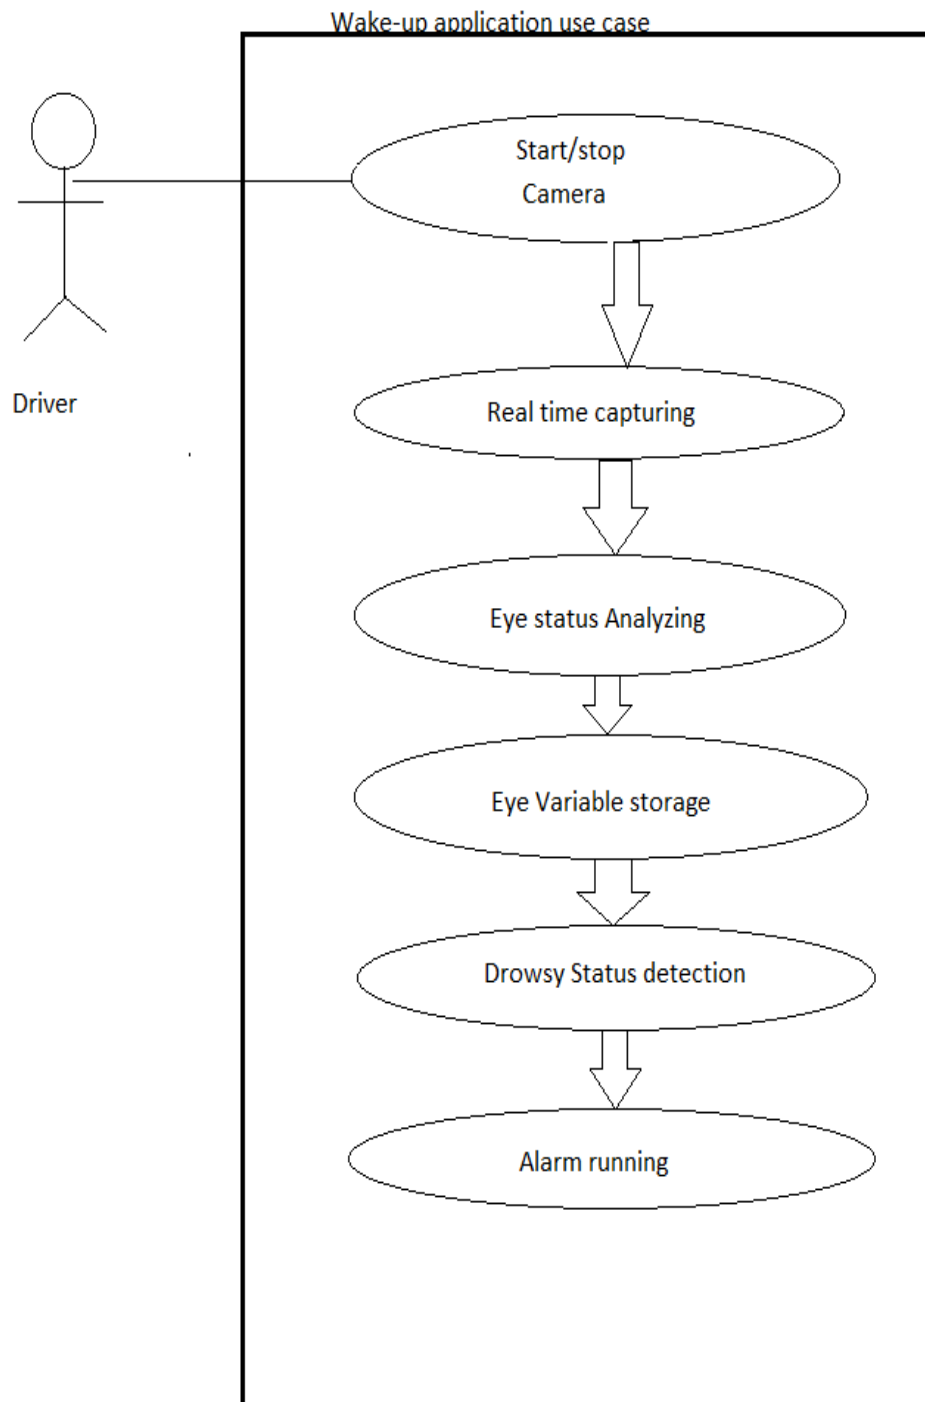 Wake-up application use case
Start/stop
Camera
Driver
Real time capturing
Eye status Analyzing
Eye Variable storage
Drowsy Status detection
Alarm running